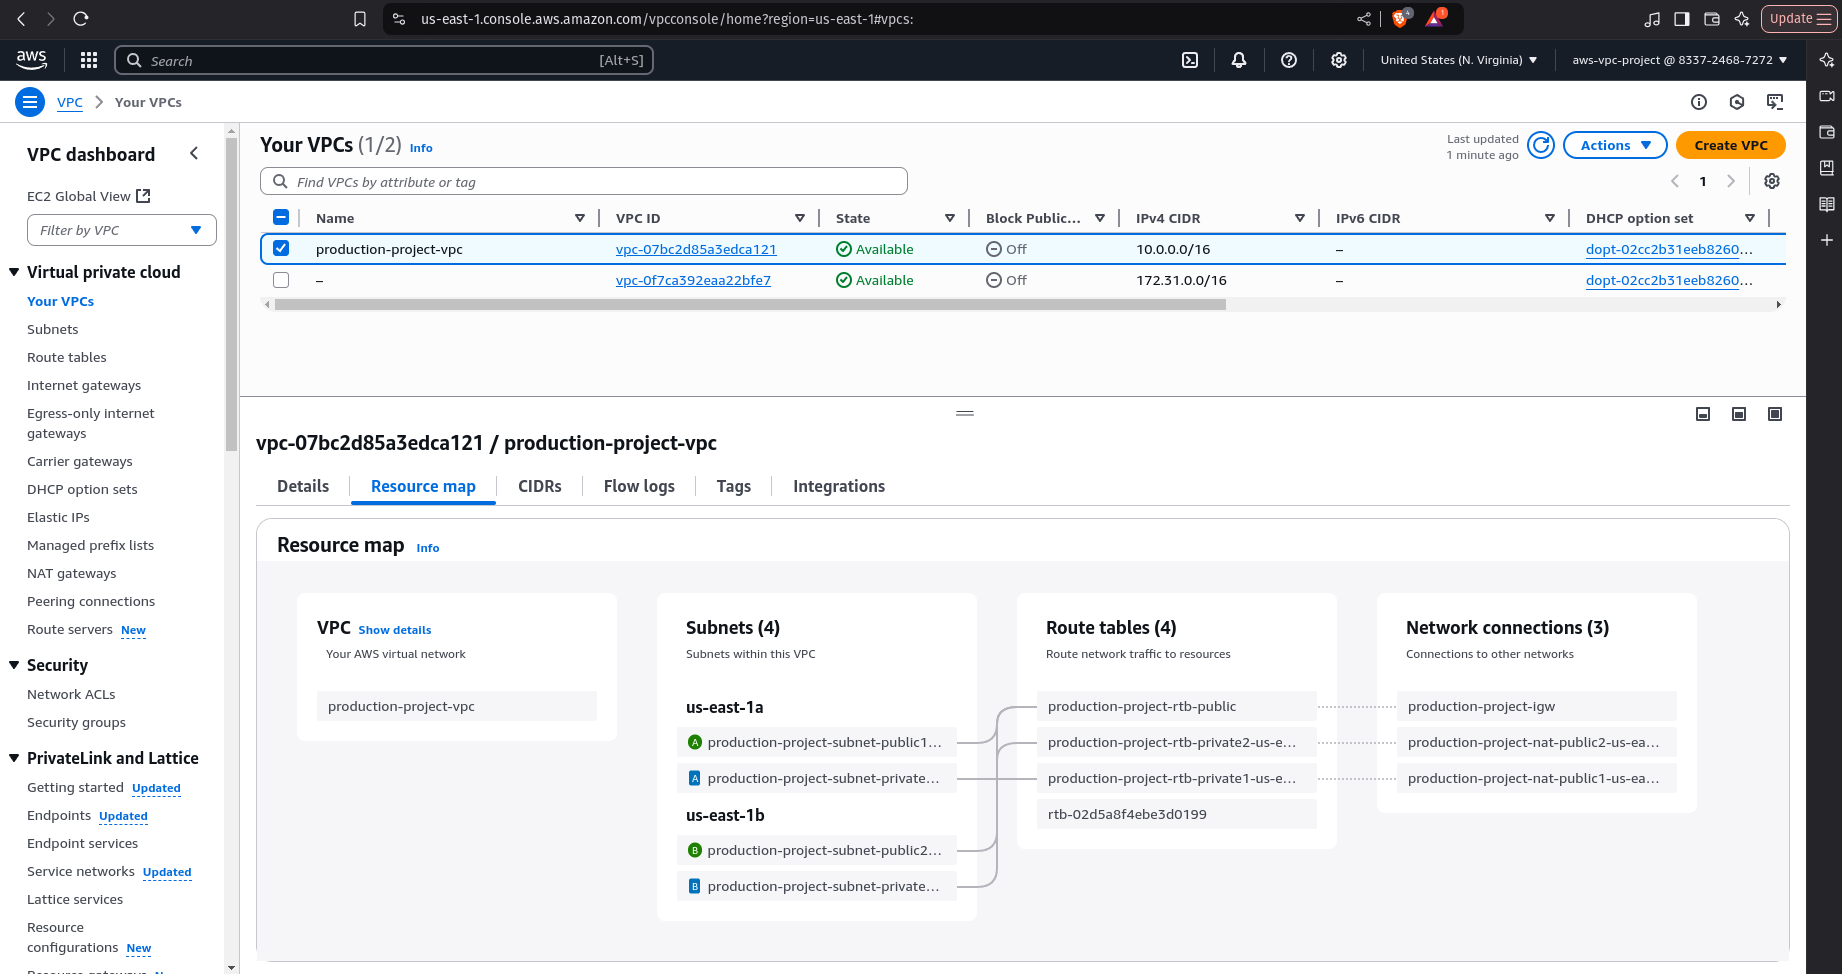 us-east-1.console.aws.amazon.com/vpcconsole/home?region=us-east-1#vpcs:
4
1
Update
aws
Search
[Alt+S]
United States (N. Virginia)
aws-vpc-project @ 8337-2468-7272
VPC
Your VPCs
VPC dashboard
EC2 Global View
Filter by VPC
Virtual private cloud
Your VPCs
Subnets
Route tables
Internet gateways
Egress-only internet
gateways
Carrier gateways
DHCP option sets
Elastic IPs
Managed prefix lists
NAT gateways
Peering connections
Route servers New
Security
Network ACLs
Security groups
PrivateLink and Lattice
Getting started Updated
Endpoints Updated
Endpoint services
Service networks Updated
Lattice services
Resource
configurations New
Your VPCs (1/2) Info
Last updated
1 minute ago
Actions
Create VPC
Find VPCs by attribute or tag
1
Name VPC ID State Block Public... IPv4 CIDR IPv6 CIDR DHCP option set
production-project-vpc vpc-07bc2d85a3edca121 Available Off 10.0.0.0/16 – dopt-02cc2b31eeb8260...
– vpc-0f7ca392eaa22bfe7 Available Off 172.31.0.0/16 – dopt-02cc2b31eeb8260...
vpc-07bc2d85a3edca121 / production-project-vpc
Details
Resource map
CIDRs
Flow logs
Tags
Integrations
Resource map Info
VPC Show details
Your AWS virtual network
production-project-vpc
Subnets (4)
Subnets within this VPC
us-east-1a
A production-project-subnet-public1...
A production-project-subnet-private...
us-east-1b
B production-project-subnet-public2...
B production-project-subnet-private...
Route tables (4)
Route network traffic to resources
production-project-rtb-public
production-project-rtb-private2-us-e...
production-project-rtb-private1-us-e...
rtb-02d5a8f4ebe3d0199
Network connections (3)
Connections to other networks
production-project-igw
production-project-nat-public2-us-ea...
production-project-nat-public1-us-ea...